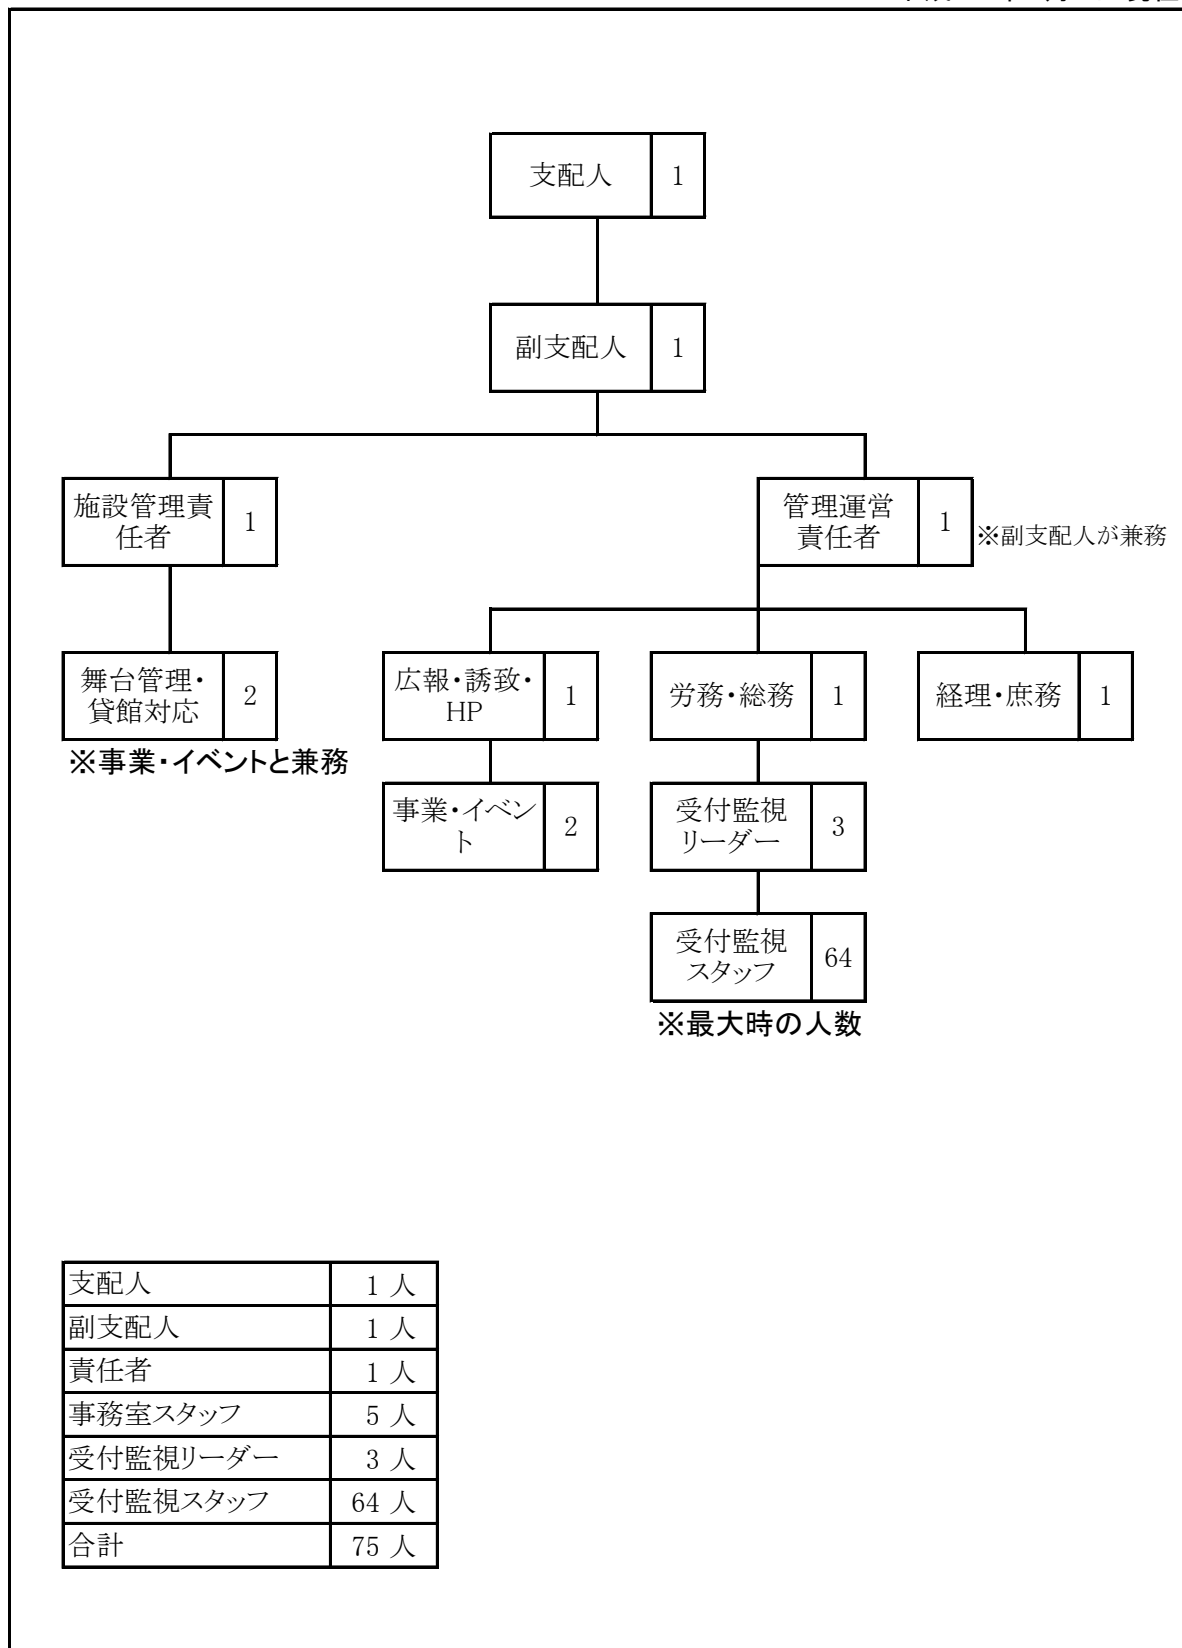 支配人 1
副支配人 1
施設管理責
任者 1
管理運営
責任者 1
※副支配人が兼務
舞台管理・
貸館対応 2
※事業・イベントと兼務
広報・誘致・
HP 1
労務・総務 1
経理・庶務 1
事業・イベン
ト 2
受付監視
リーダー 3
受付監視
スタッフ 64
※最大時の人数
支配人 1 人
副支配人 1 人
責任者 1 人
事務室スタッフ 5 人
受付監視リーダー 3 人
受付監視スタッフ 64 人
合計 75 人